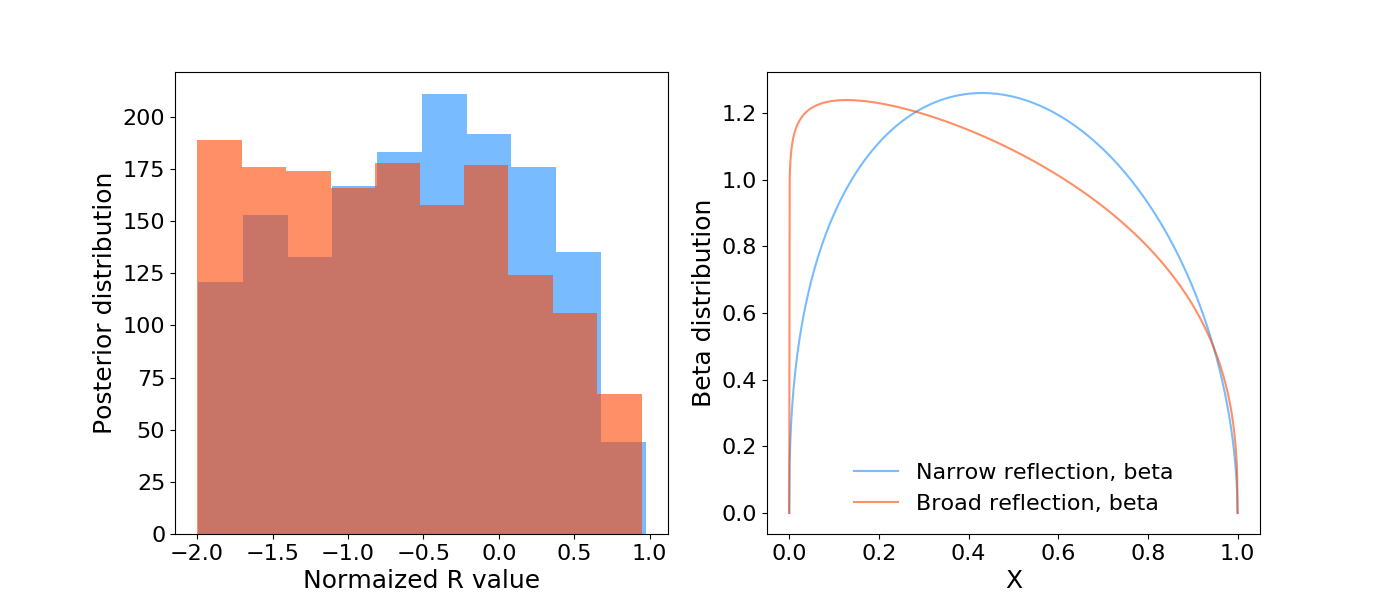 Posterior distribution
200
175
150
125
100
75
50
25
0
−2.0 −1.5 −1.0 −0.5 0.0 0.5 1.0
Normaized R value
Beta distribution
1.2
1.0
0.8
0.6
0.4
0.2
0.0
Narrow reflection, beta
Broad reflection, beta
0.0 0.2 0.4 0.6 0.8 1.0
X